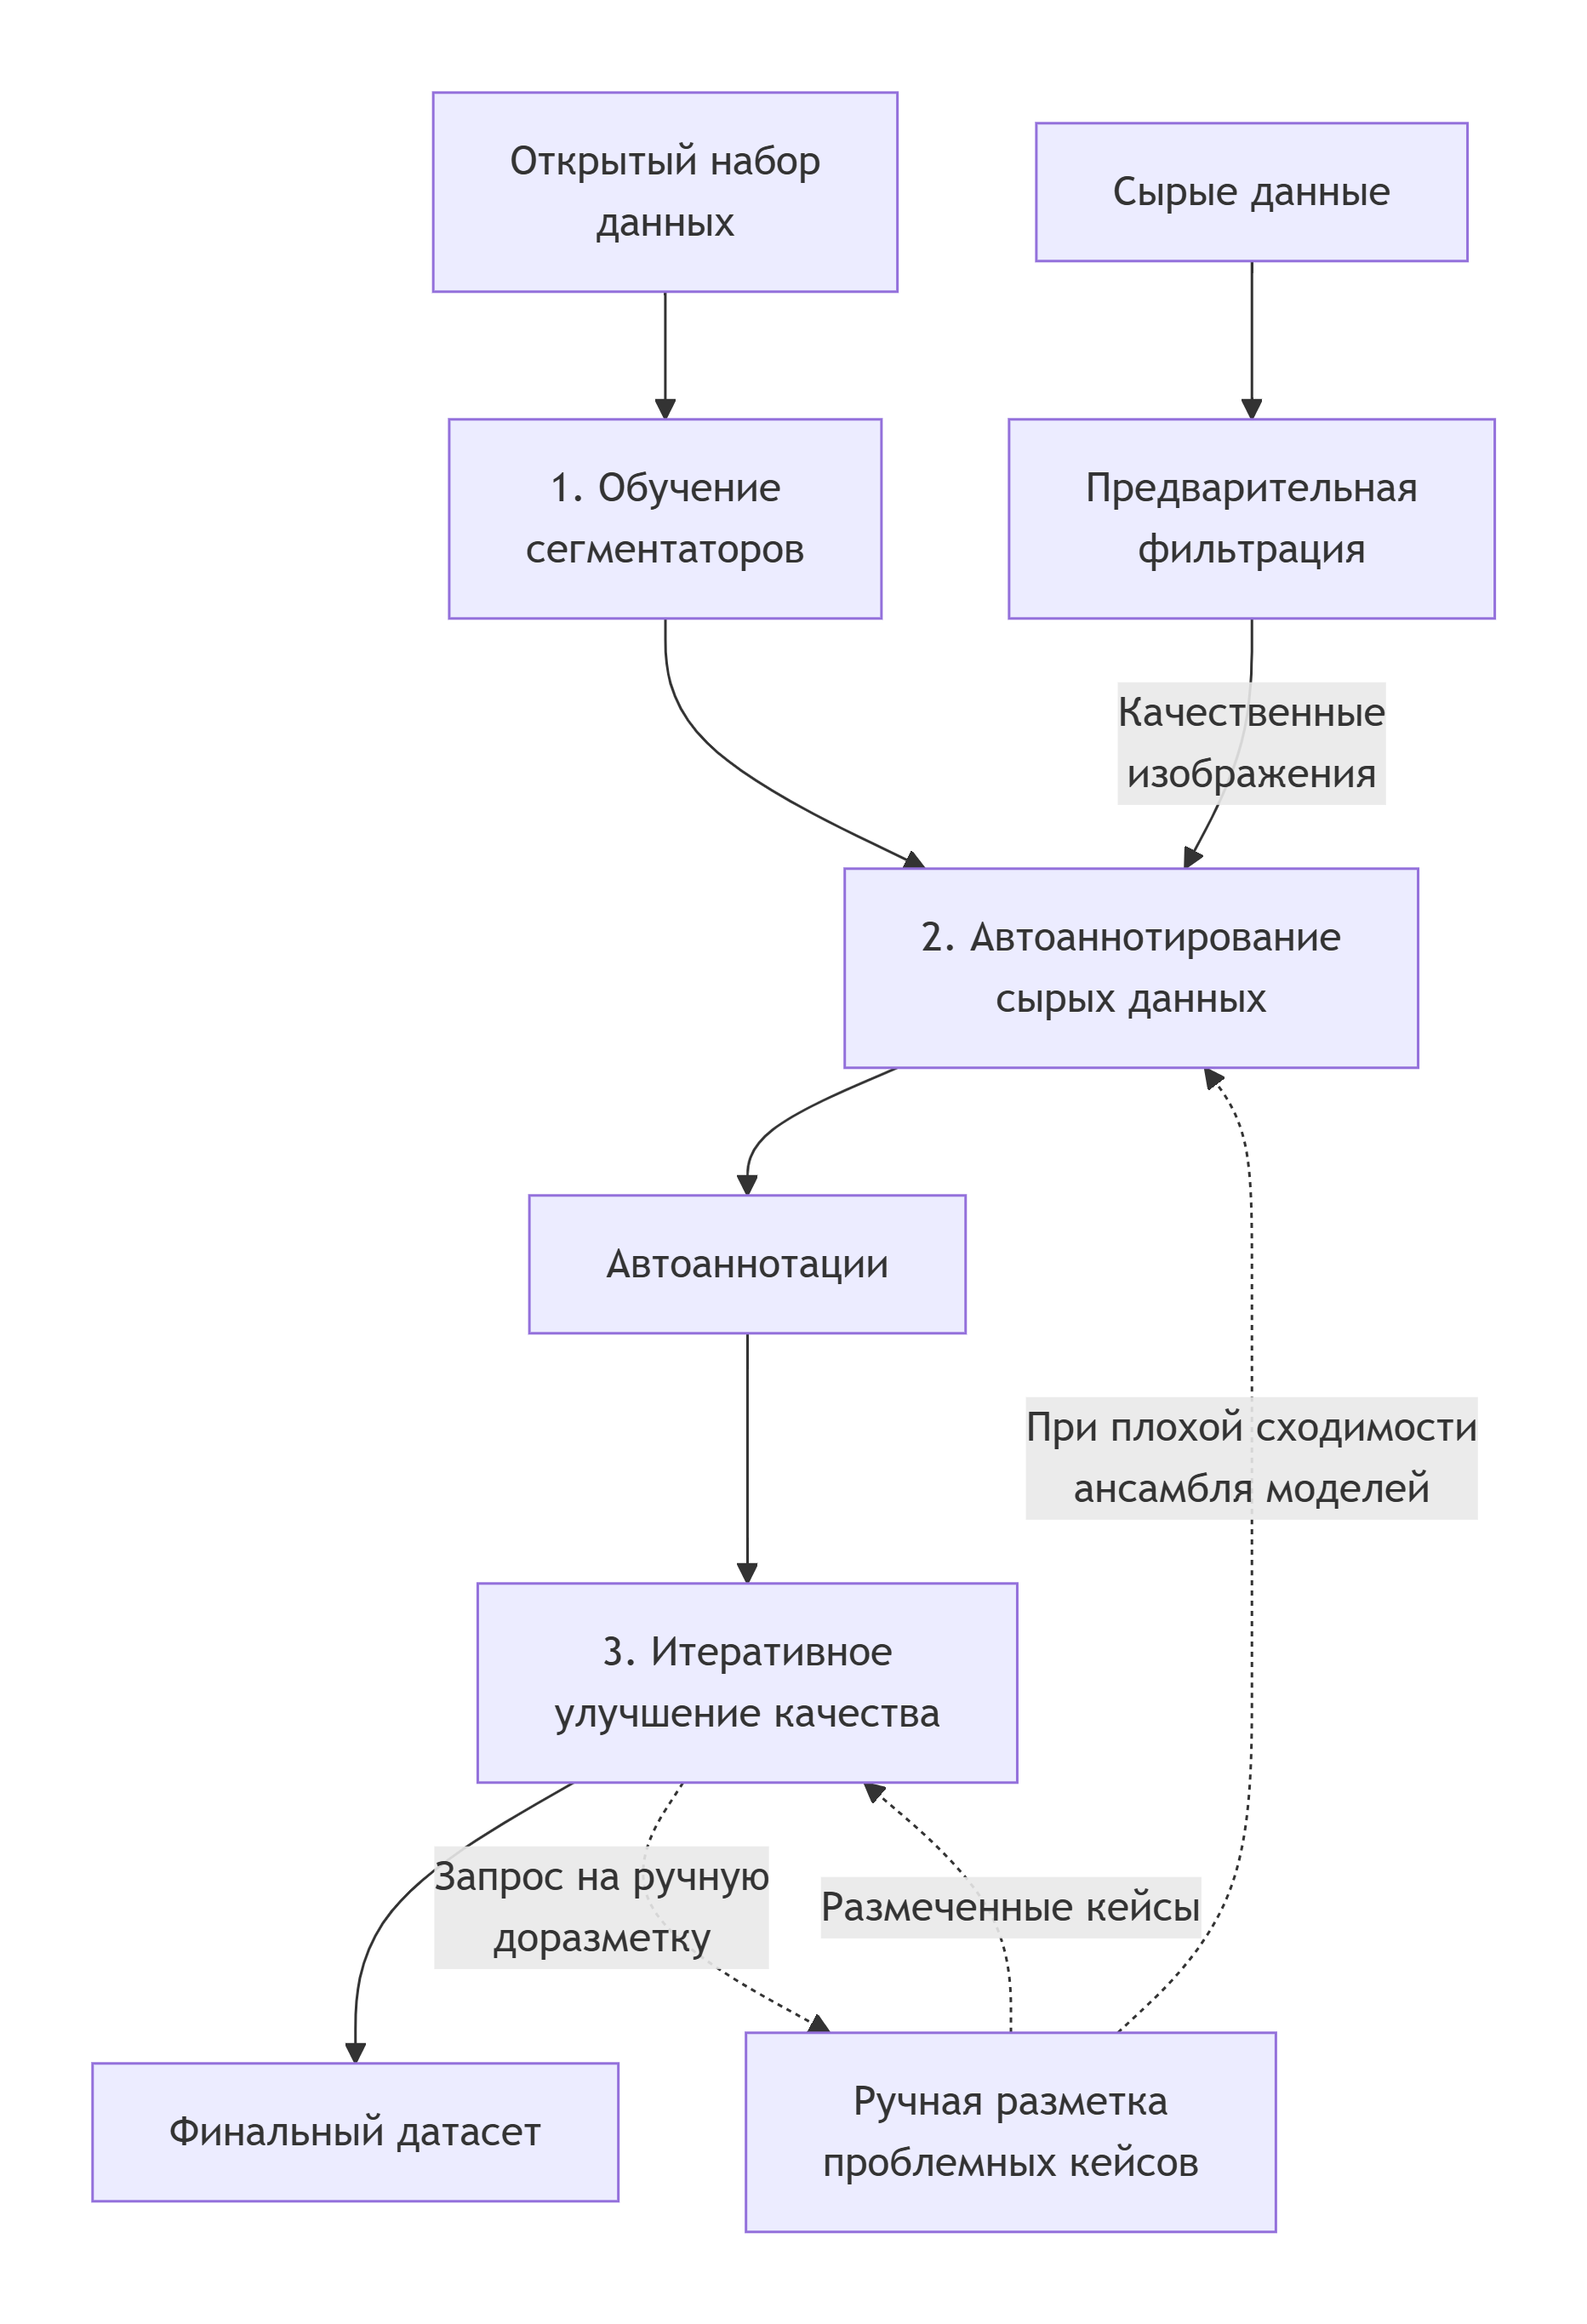 Открытый набор
данных
Сырые данные
1. Обучение
сегментаторов
Предварительная
фильтрация
Качественные
изображения
2. Автоаннотирование
сырых данных
Автоаннотации
При плохой сходимости
ансамбля моделей
3. Итеративное
улучшение качества
Запрос на ручную
доразметку
Размеченные кейсы
Финальный датасет
Ручная разметка
проблемных кейсов